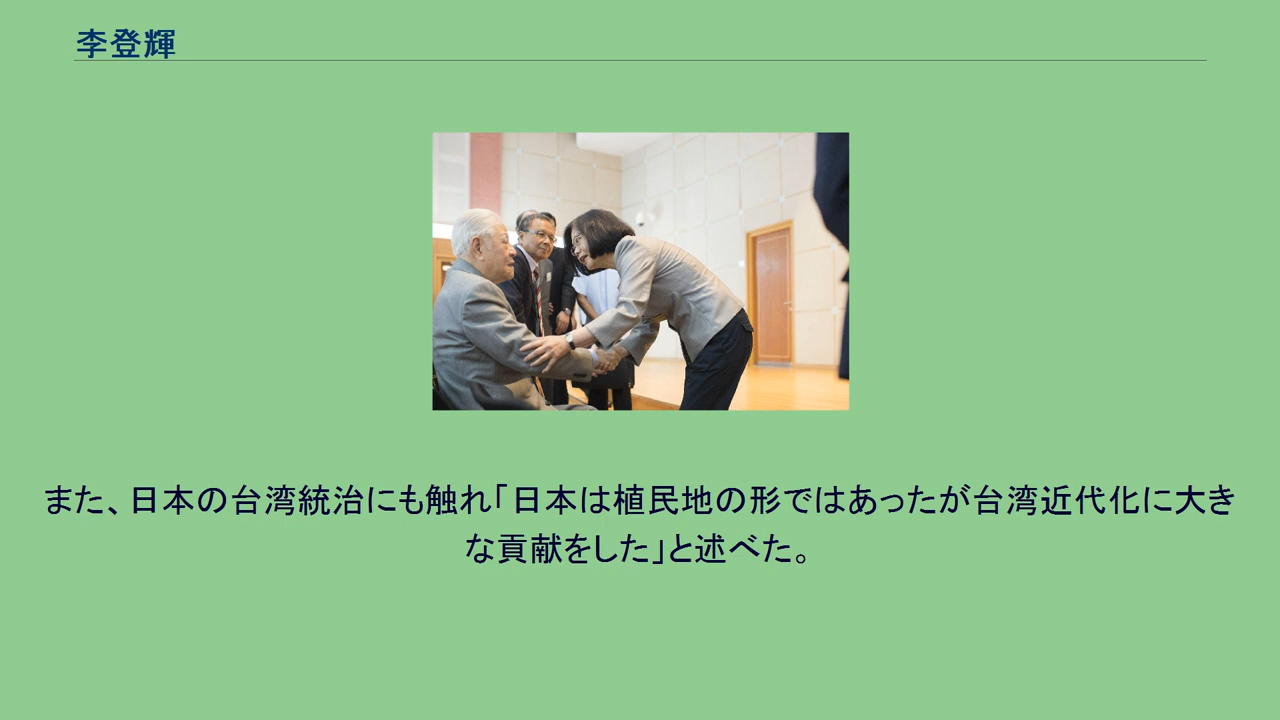 李登輝
また、日本の台湾統治にも触れ「日本は植民地の形ではあったが台湾近代化に大き
な貢献をした」と述べた。